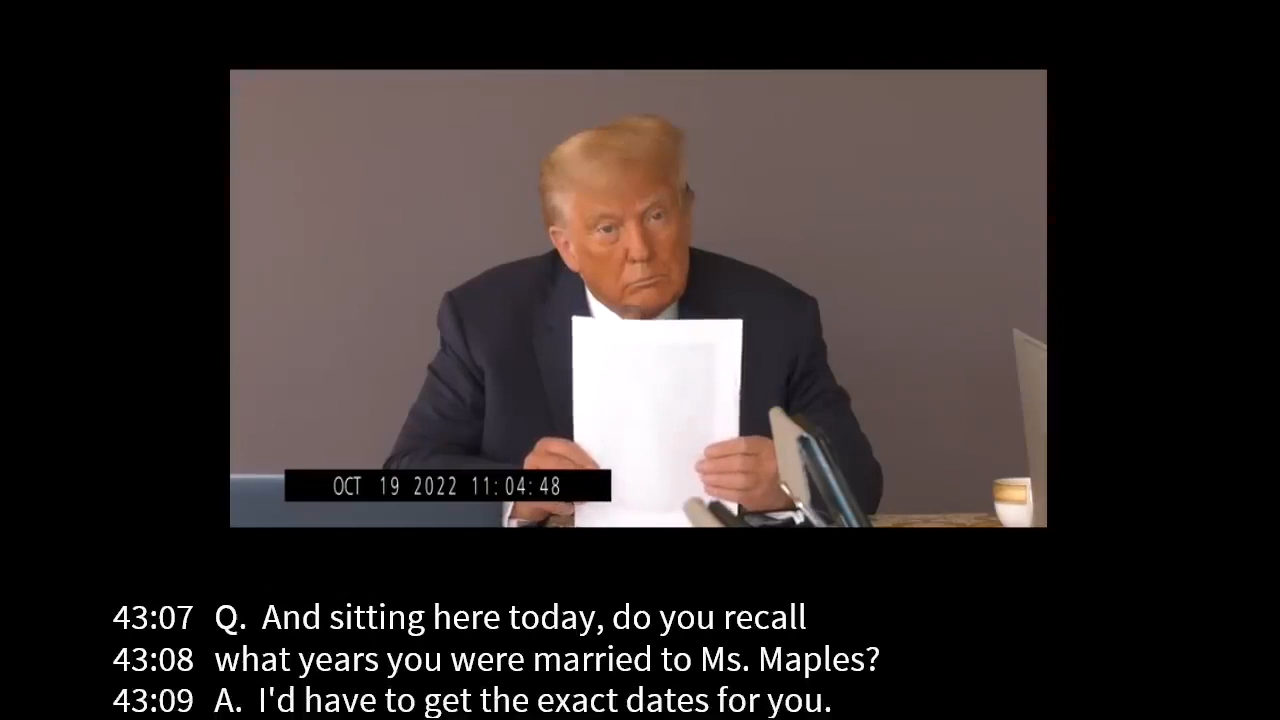 OCT 19 2022 11:04:48
43:07 Q. And sitting here today, do you recall
43:08 what years you were married to Ms. Maples?
43:09 A. I'd have to get the exact dates for you.